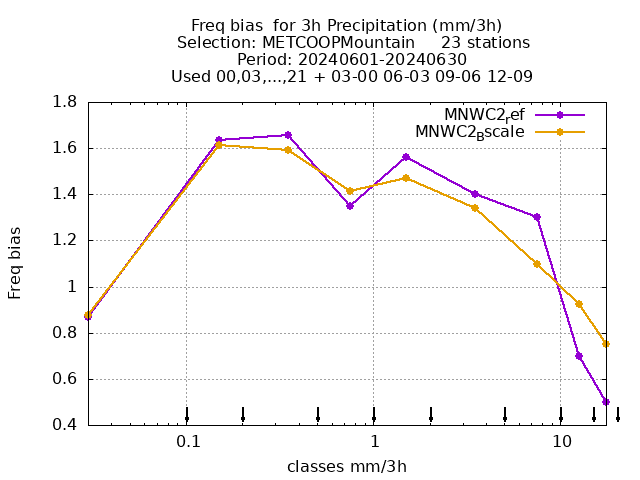 Freq bias  for 3h Precipitation (mm/3h)
Selection: METCOOPMountain     23 stations
Period: 20240601-20240630
Used 00,03,...,21 + 03-00 06-03 09-06 12-09
MNWC2ref
MNWC2Bscale
1.8
1.6
1.4
1.2
1
0.8
0.6
0.4
Freq bias
0.1 1 10
classes mm/3h